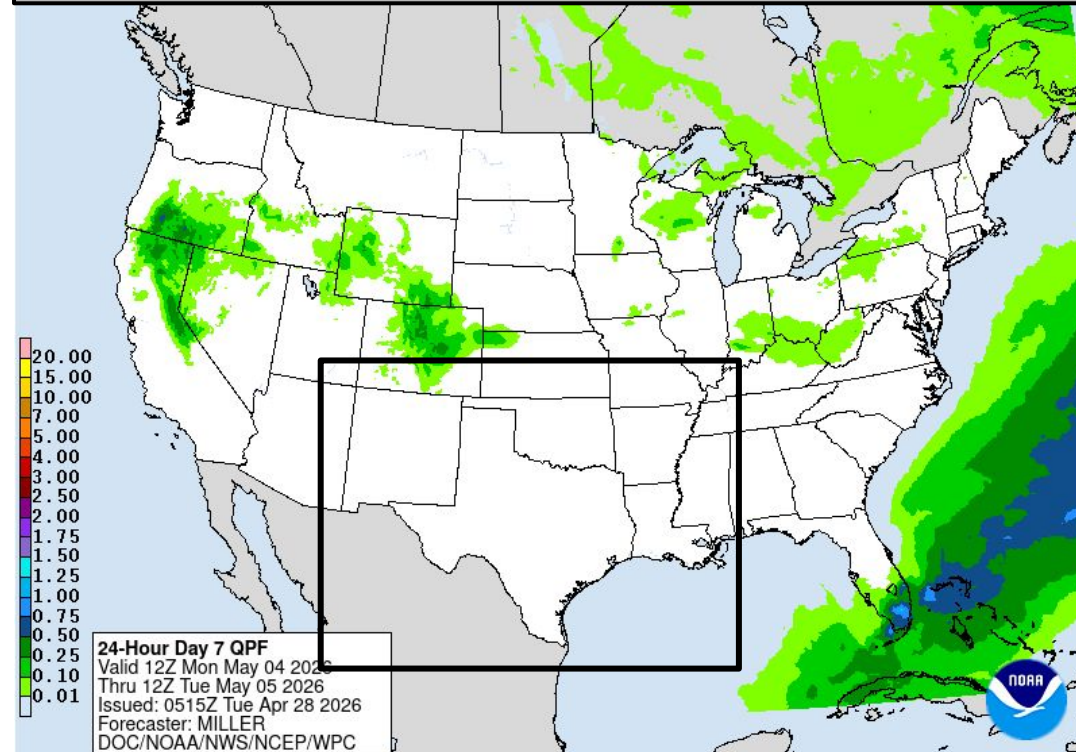 20.00
15.00
10.00
7.00
5.00
4.00
3.00
2.50
2.00
1.75
1.50
1.25
1.00
0.75
0.50
0.25
0.10
0.01
24-Hour Day 7 QPF
Valid 12Z Mon May 04 2026
Thru 12Z Tue May 05 2026
Issued: 0515Z Tue Apr 28 2026
Forecaster: MILLER
DOC/NOAA/NWS/NCEP/WPC
NOAA